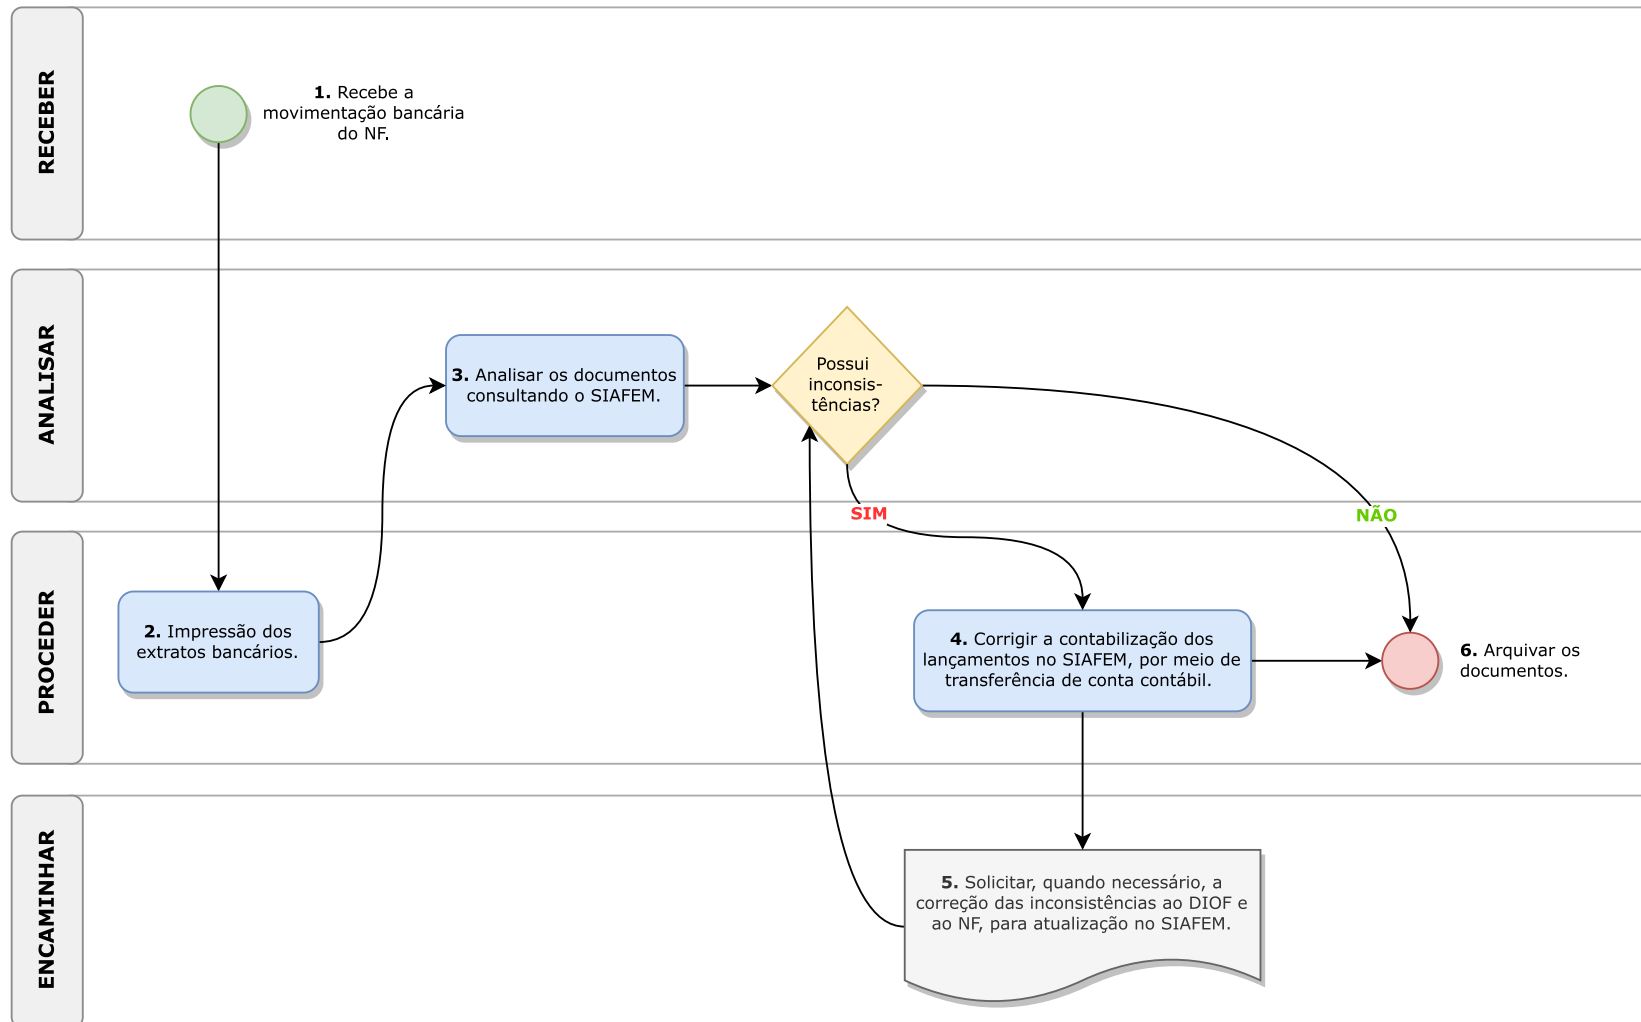 RECEBER
1. Recebe a
movimentação bancária
do NF.
ANALISAR
3. Analisar os documentos
consultando o SIAFEM.
Possui
inconsis-
tências?
SIM
NÃO
PROCEDER
2. Impressão dos
extratos bancários.
4. Corrigir a contabilização dos
lançamentos no SIAFEM, por meio de
transferência de conta contábil.
6. Arquivar os
documentos.
ENCAMINHAR
5. Solicitar, quando necessário, a
correção das inconsistências ao DIOF e
ao NF, para atualização no SIAFEM.